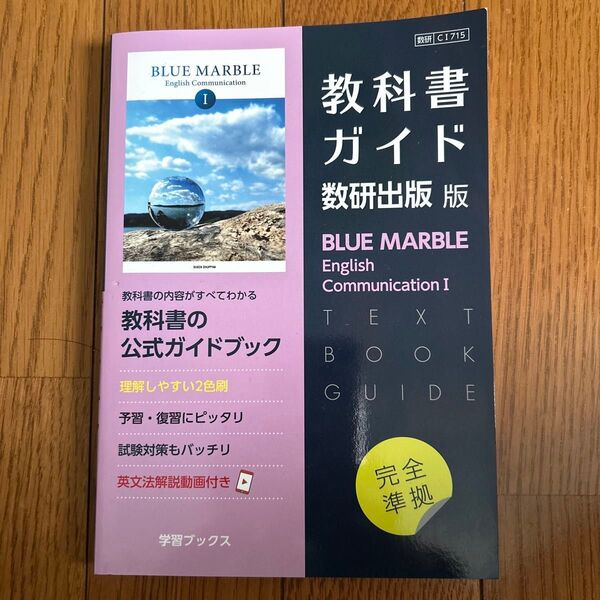 BLUE MARBLE
English Communication
I
教科書の内容がすべてわかる
教科書の
公式ガイドブック
理解しやすい2色刷
予習・復習にピッタリ
試験対策もバッチリ
英文法解説動画付き
学習ブックス
数研 CⅠ715
教科書
ガイド
数研出版 版
BLUE MARBLE
English
Communication I
TEXT
BOOK
GUIDE
完全
準拠